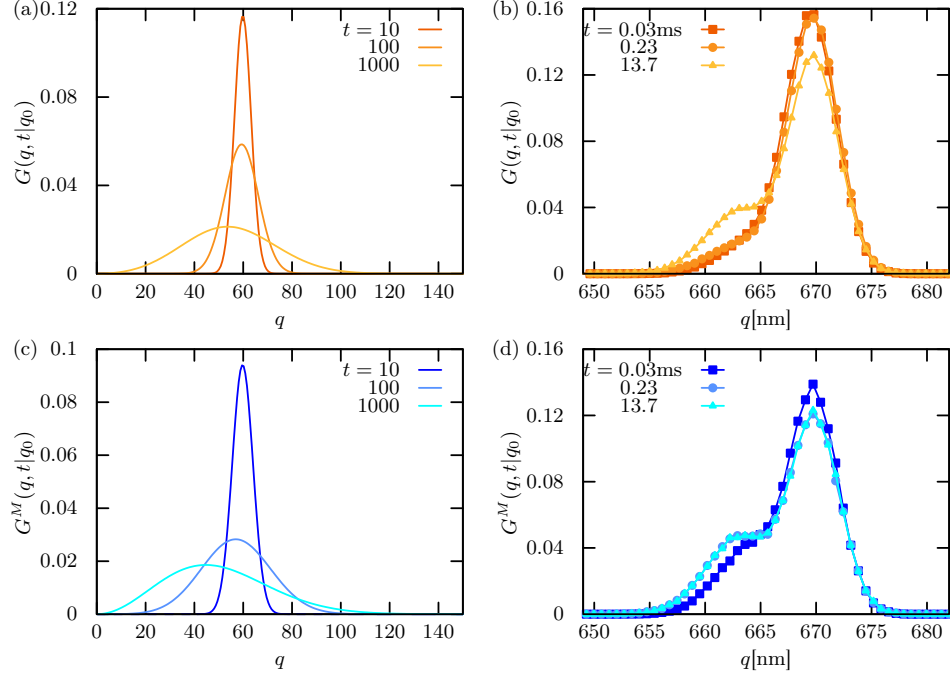 (a)
G(q, t|q₀)
0.12
0.08
0.04
0
t = 10
100
1000
0 20 40 60 80 100 120 140
q
(b)
G(q, t|q₀)
0.16
0.12
0.08
0.04
0
t = 0.03ms
0.23
13.7
650 655 660 665 670 675 680
q[nm]
(c)
Gᴹ(q, t|q₀)
0.1
0.08
0.06
0.04
0.02
0
t = 10
100
1000
0 20 40 60 80 100 120 140
q
(d)
Gᴹ(q, t|q₀)
0.16
0.12
0.08
0.04
0
t = 0.03ms
0.23
13.7
650 655 660 665 670 675 680
q[nm]